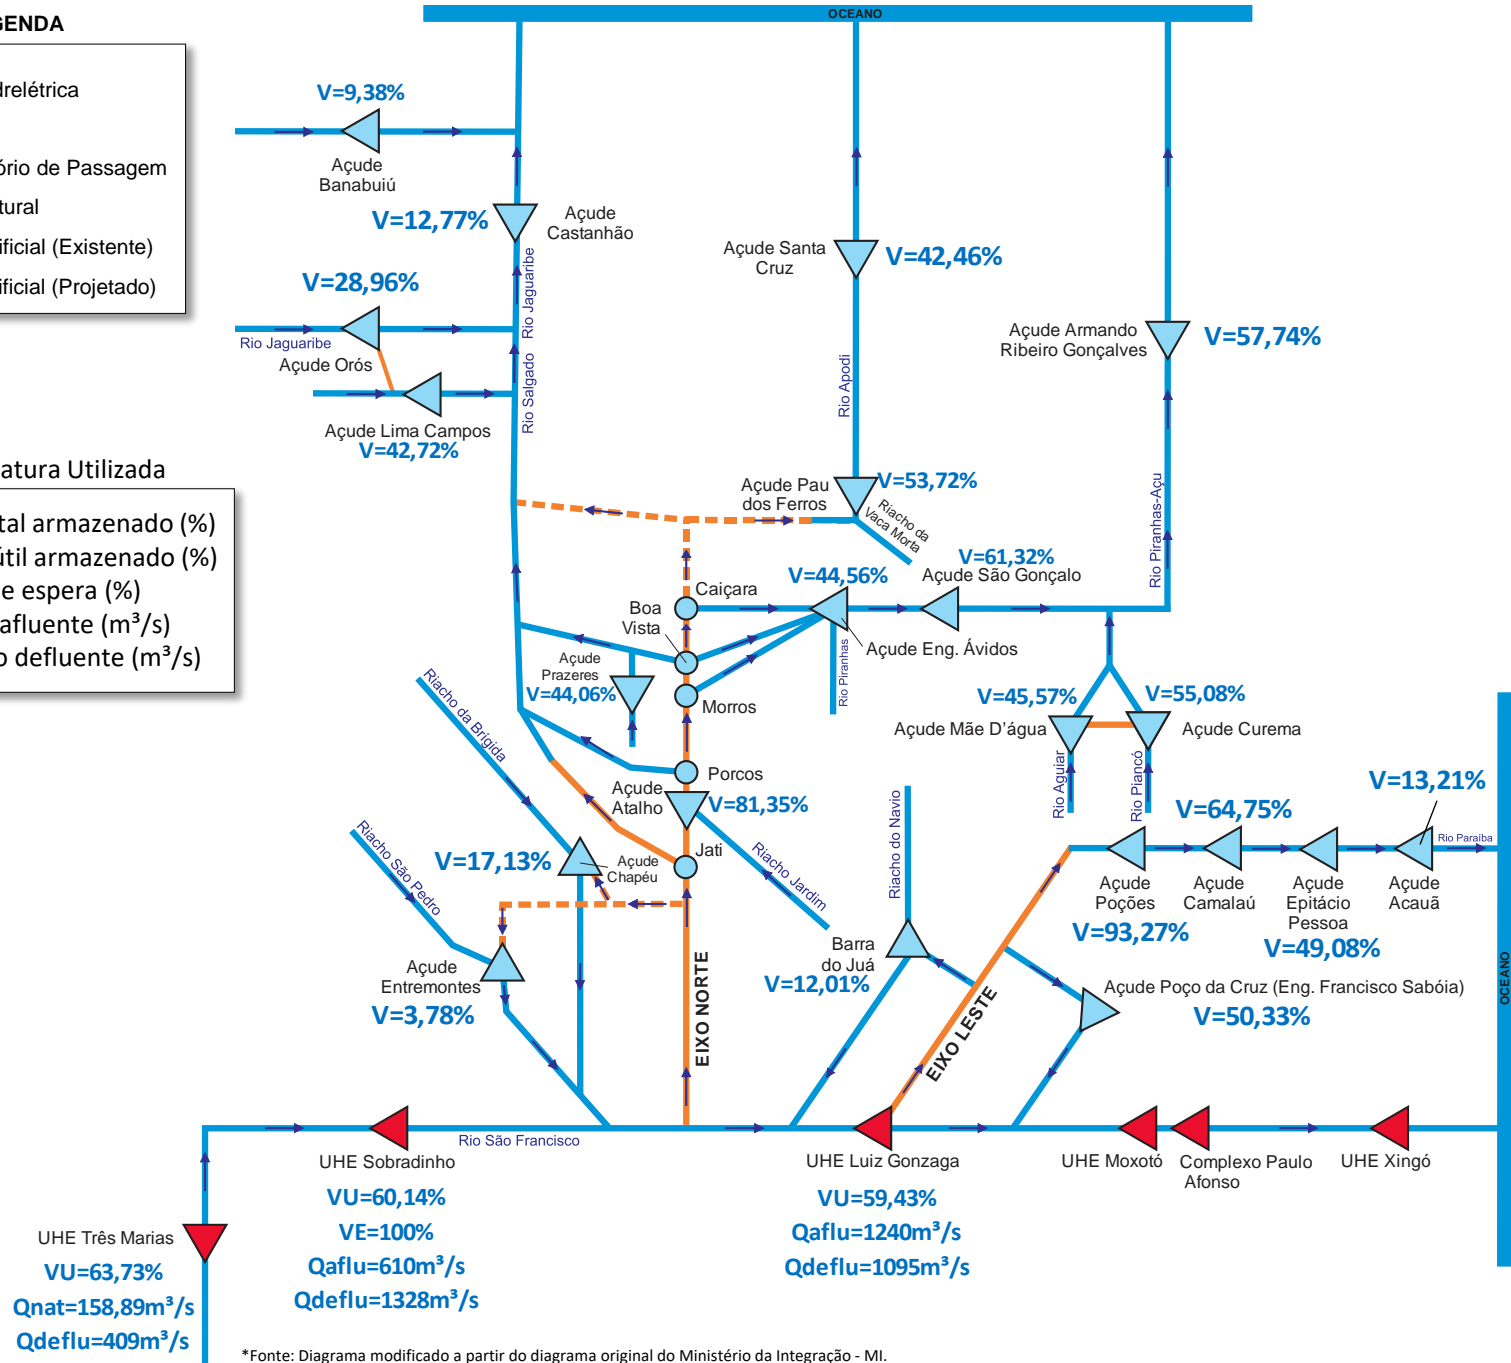 OCEANO
GENDA
drelétrica
ório de Passagem
tural
ificial (Existente)
ificial (Projetado)
V=9,38%
Açude
Banabuiú
V=12,77%
Açude
Castanhão
Rio Jaguaribe
V=28,96%
Rio Jaguaribe
Açude Orós
Rio Salgado
Açude Lima Campos
V=42,72%
Açude Santa
Cruz
V=42,46%
Rio Apodi
Açude Armando
Ribeiro Gonçalves
V=57,74%
Rio Piranhas-Açu
atura Utilizada
tal armazenado (%)
útil armazenado (%)
e espera (%)
afluente (m³/s)
o defluente (m³/s)
Açude Pau
dos Ferros
V=53,72%
Riacho da
Vaca Morta
V=61,32%
Açude São Gonçalo
V=44,56%
Caiçara
Boa
Vista
Açude Eng. Ávidos
Rio Piranhas
Açude
Prazeres
V=44,06%
Morros
Riacho da Brígida
V=45,57%
Açude Mãe D'água
V=55,08%
Açude Curema
Rio Aguiar
Rio Piancó
Porcos
Açude
Atalho
V=81,35%
Riacho do Navio
V=13,21%
V=64,75%
Rio Paraíba
Riacho São Pedro
V=17,13%
Açude
Chapéu
Jati
Riacho Jardim
Açude
Poções
V=93,27%
Açude
Camalaú
Açude
Epitácio
Pessoa
V=49,08%
Açude
Acauã
Açude
Entremontes
V=3,78%
EIXO NORTE
Barra
do Juá
V=12,01%
EIXO LESTE
Açude Poço da Cruz (Eng. Francisco Sabóia)
V=50,33%
OCEANO
Rio São Francisco
UHE Sobradinho
VU=60,14%
VE=100%
Qaflu=610m³/s
Qdeflu=1328m³/s
UHE Luiz Gonzaga
VU=59,43%
Qaflu=1240m³/s
Qdeflu=1095m³/s
UHE Moxotó
Complexo Paulo
Afonso
UHE Xingó
UHE Três Marias
VU=63,73%
Qnat=158,89m³/s
Qdeflu=409m³/s
*Fonte: Diagrama modificado a partir do diagrama original do Ministério da Integração - MI.